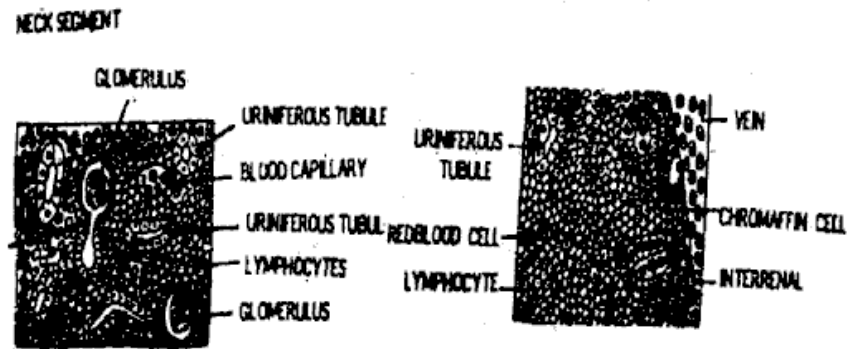 NECK SEGMENT
GLOMERULUS
URINIFEROUS TUBULE
BLOOD CAPILLARY
URINIFEROUS TUBUL
LYMPHOCYTES
GLOMERULUS
URINIFEROUS
TUBULE
REDBLOOD CELL
LYMPHOCYTE
VEIN
CHROMAFFIN CELL
INTERRENAL